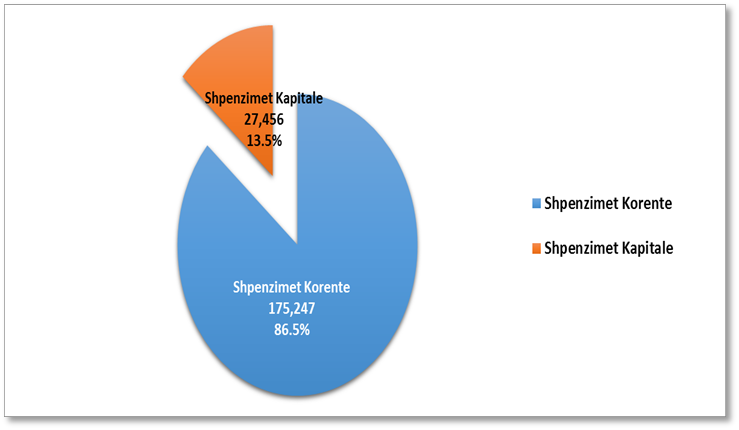 Shpenzimet Kapitale
27,456
13.5%
Shpenzimet Korente
175,247
86.5%
Shpenzimet Korente
Shpenzimet Kapitale